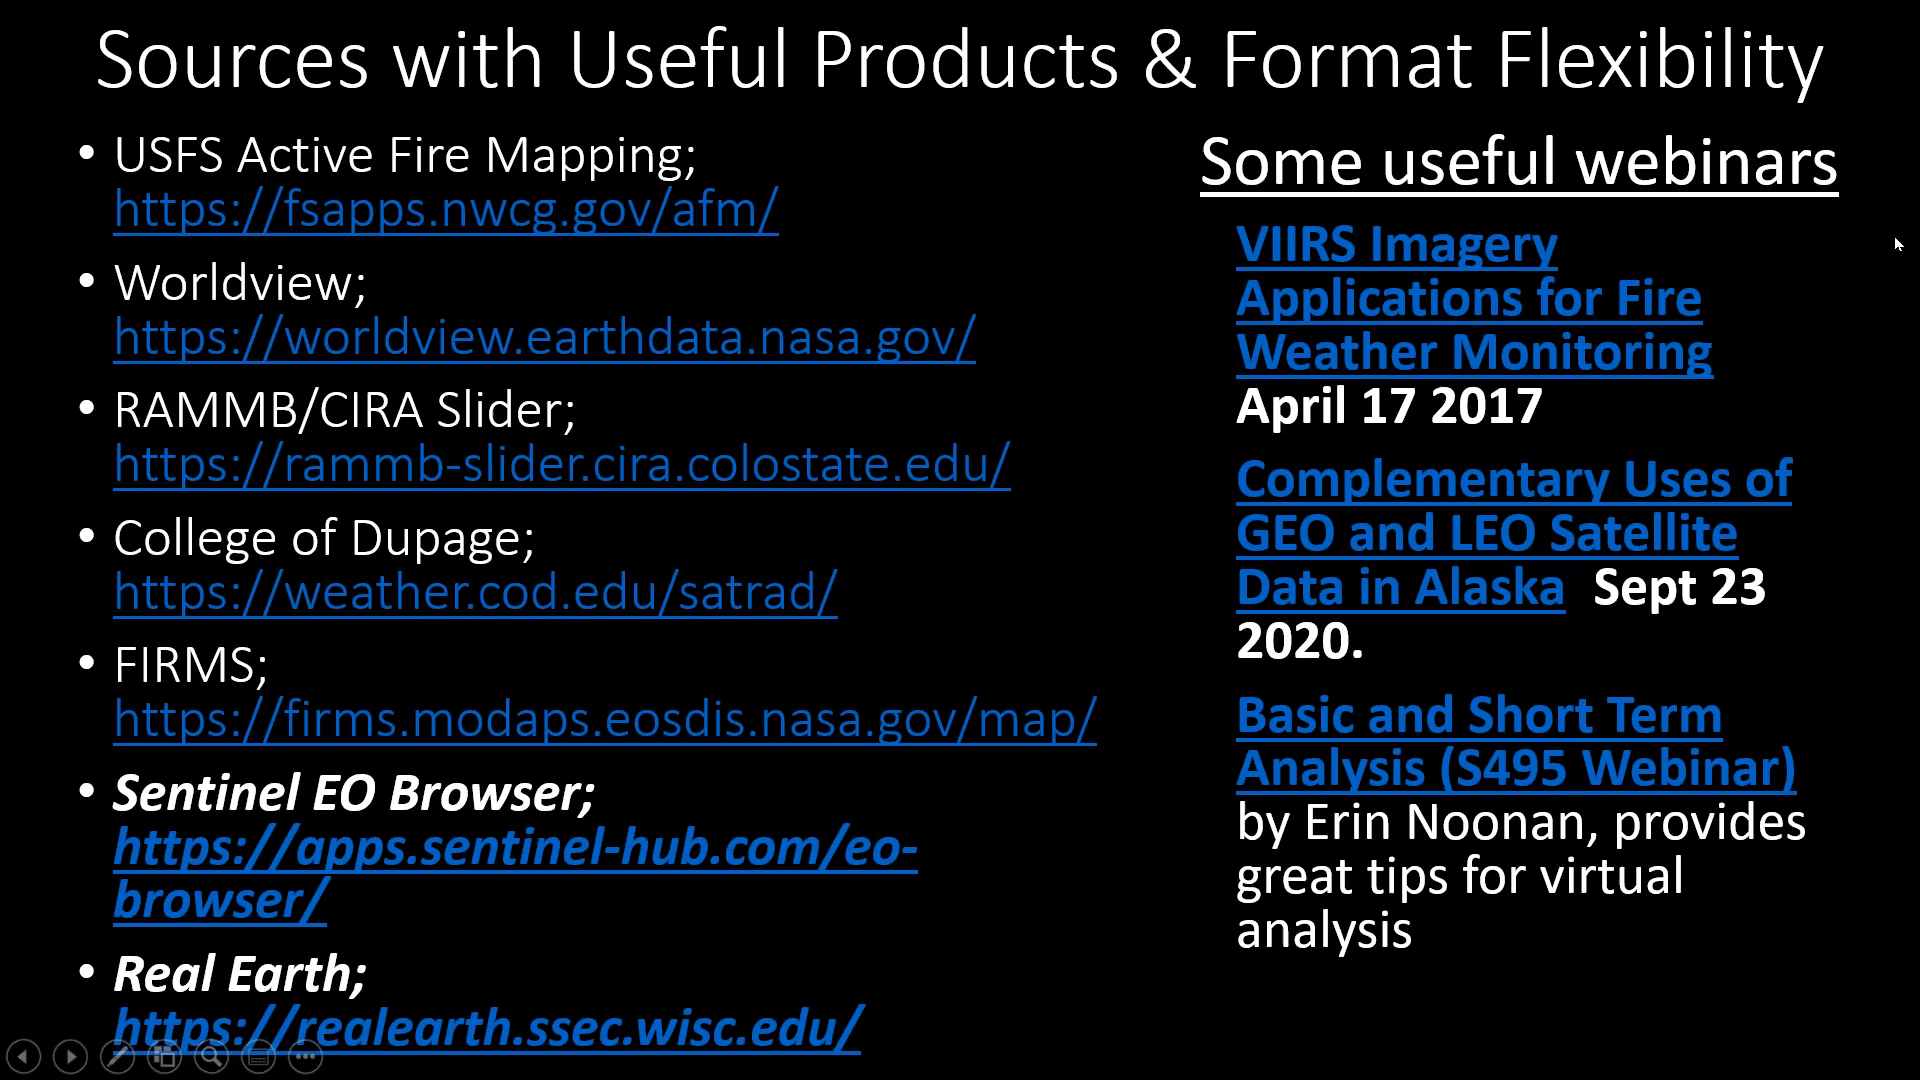 Sources with Useful Products & Format Flexibility
• USFS Active Fire Mapping;
https://fsapps.nwcg.gov/afm/
• Worldview;
https://worldview.earthdata.nasa.gov/
• RAMMB/CIRA Slider;
https://rammb-slider.cira.colostate.edu/
• College of Dupage;
https://weather.cod.edu/satrad/
• FIRMS;
https://firms.modaps.eosdis.nasa.gov/map/
• Sentinel EO Browser;
https://apps.sentinel-hub.com/eo-
browser/
• Real Earth;
https://realearth.ssec.wisc.edu/
Some useful webinars
VIIRS Imagery
Applications for Fire
Weather Monitoring
April 17 2017
Complementary Uses of
GEO and LEO Satellite
Data in Alaska Sept 23
2020.
Basic and Short Term
Analysis (S495 Webinar)
by Erin Noonan, provides
great tips for virtual
analysis